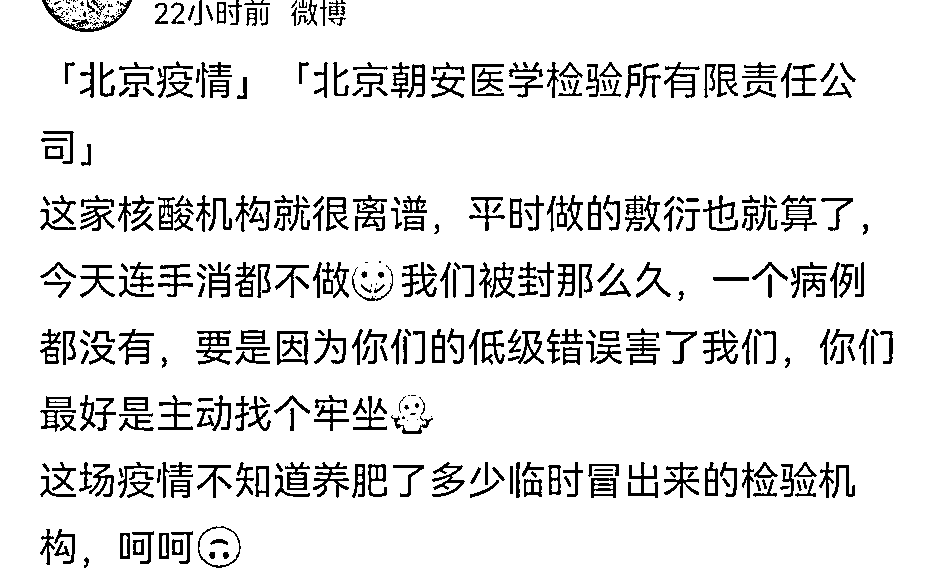 22小时前 微博
「北京疫情」「北京朝安医学检验所有限责任公
司」
这家核酸机构就很离谱，平时做的敷衍也就算了，
今天连手消都不做🙂我们被封那么久，一个病例
都没有，要是因为你们的低级错误害了我们，你们
最好是主动找个牢坐👻
这场疫情不知道养肥了多少临时冒出来的检验机
构，呵呵🙃